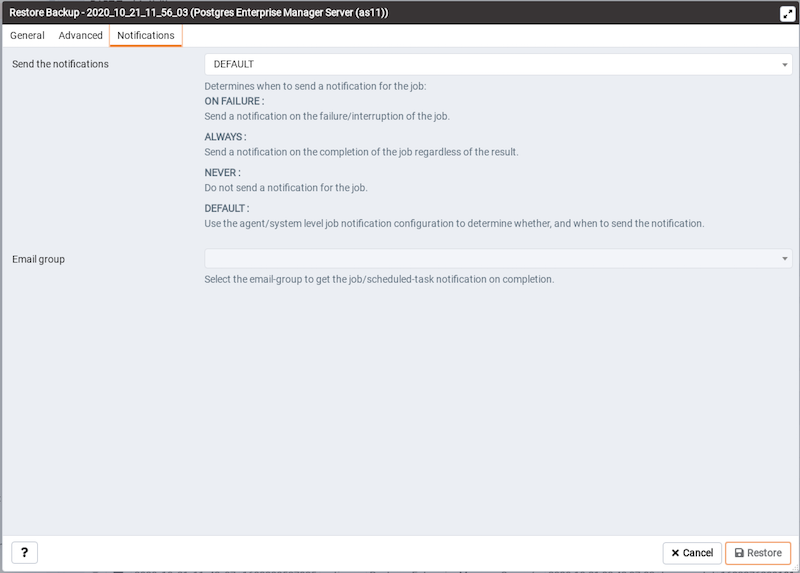 Restore Backup - 2020_10_21_11_56_03 (Postgres Enterprise Manager Server (as11))
General Advanced Notifications
Send the notifications
DEFAULT
Determines when to send a notification for the job:
ON FAILURE :
Send a notification on the failure/interruption of the job.
ALWAYS :
Send a notification on the completion of the job regardless of the result.
NEVER :
Do not send a notification for the job.
DEFAULT :
Use the agent/system level job notification configuration to determine whether, and when to send the notification.
Email group
Select the email-group to get the job/scheduled-task notification on completion.
? Cancel Restore